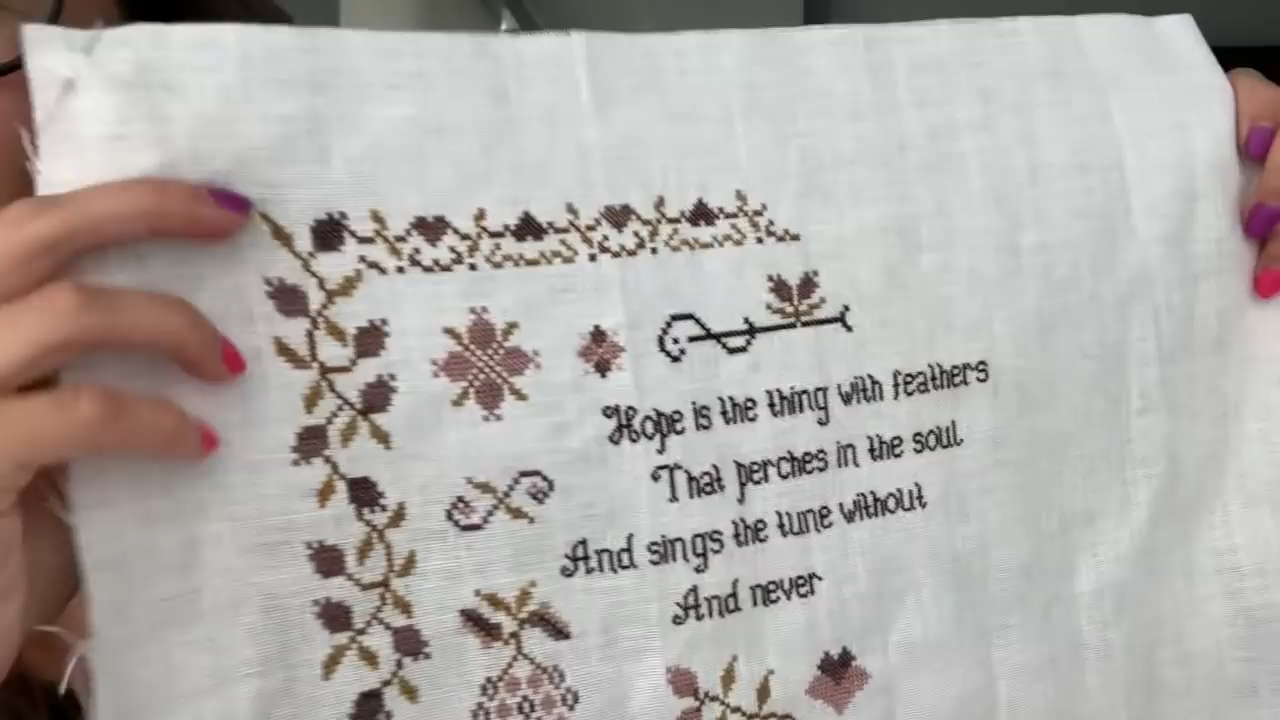 Hope is the thing with feathers
That perches in the soul
And sings the tune without
And never